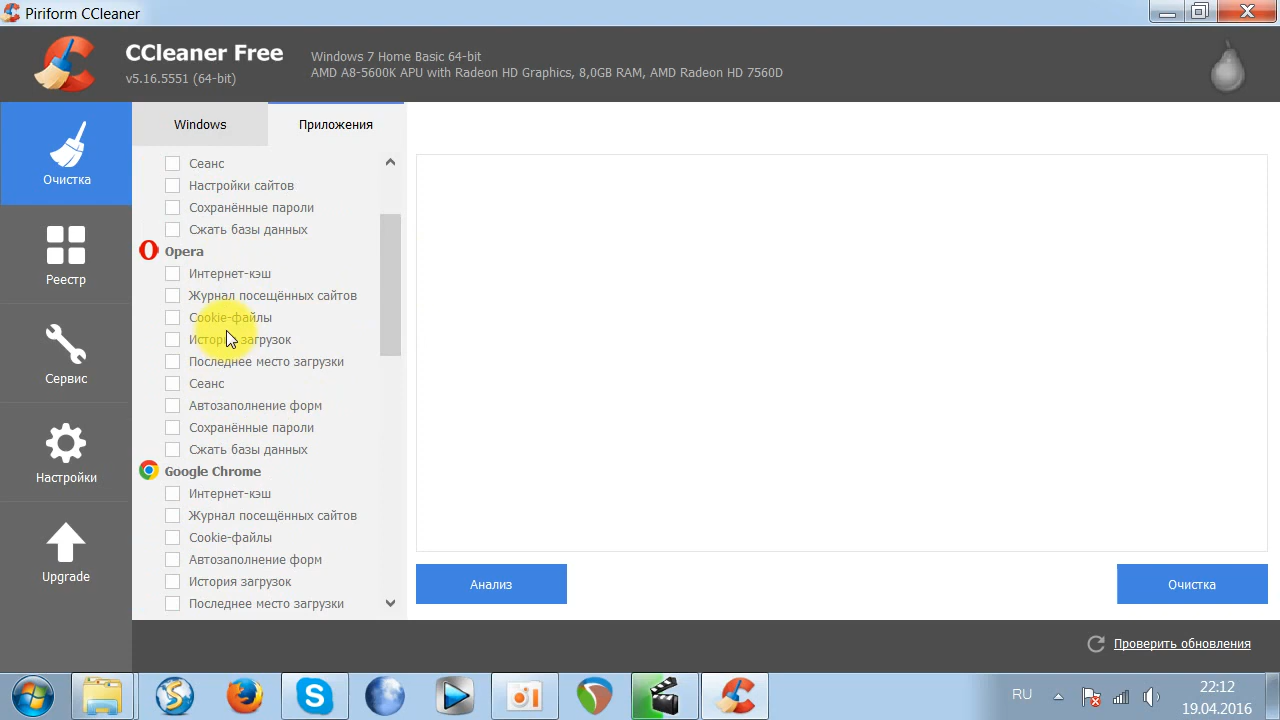 Piriform CCleaner
CCleaner Free
v5.16.5551 (64-bit)
Windows 7 Home Basic 64-bit
AMD A8-5600K APU with Radeon HD Graphics, 8,0GB RAM, AMD Radeon HD 7560D
Очистка
Реестр
Сервис
Настройки
Upgrade
Windows
Приложения
Сеанс
Настройки сайтов
Сохранённые пароли
Сжать базы данных
Opera
Интернет-кэш
Журнал посещённых сайтов
Cookie-файлы
История загрузок
Последнее место загрузки
Сеанс
Автозаполнение форм
Сохранённые пароли
Сжать базы данных
Google Chrome
Интернет-кэш
Журнал посещённых сайтов
Cookie-файлы
Автозаполнение форм
История загрузок
Последнее место загрузки
Анализ
Очистка
Проверить обновления
RU
22:12
19.04.2016